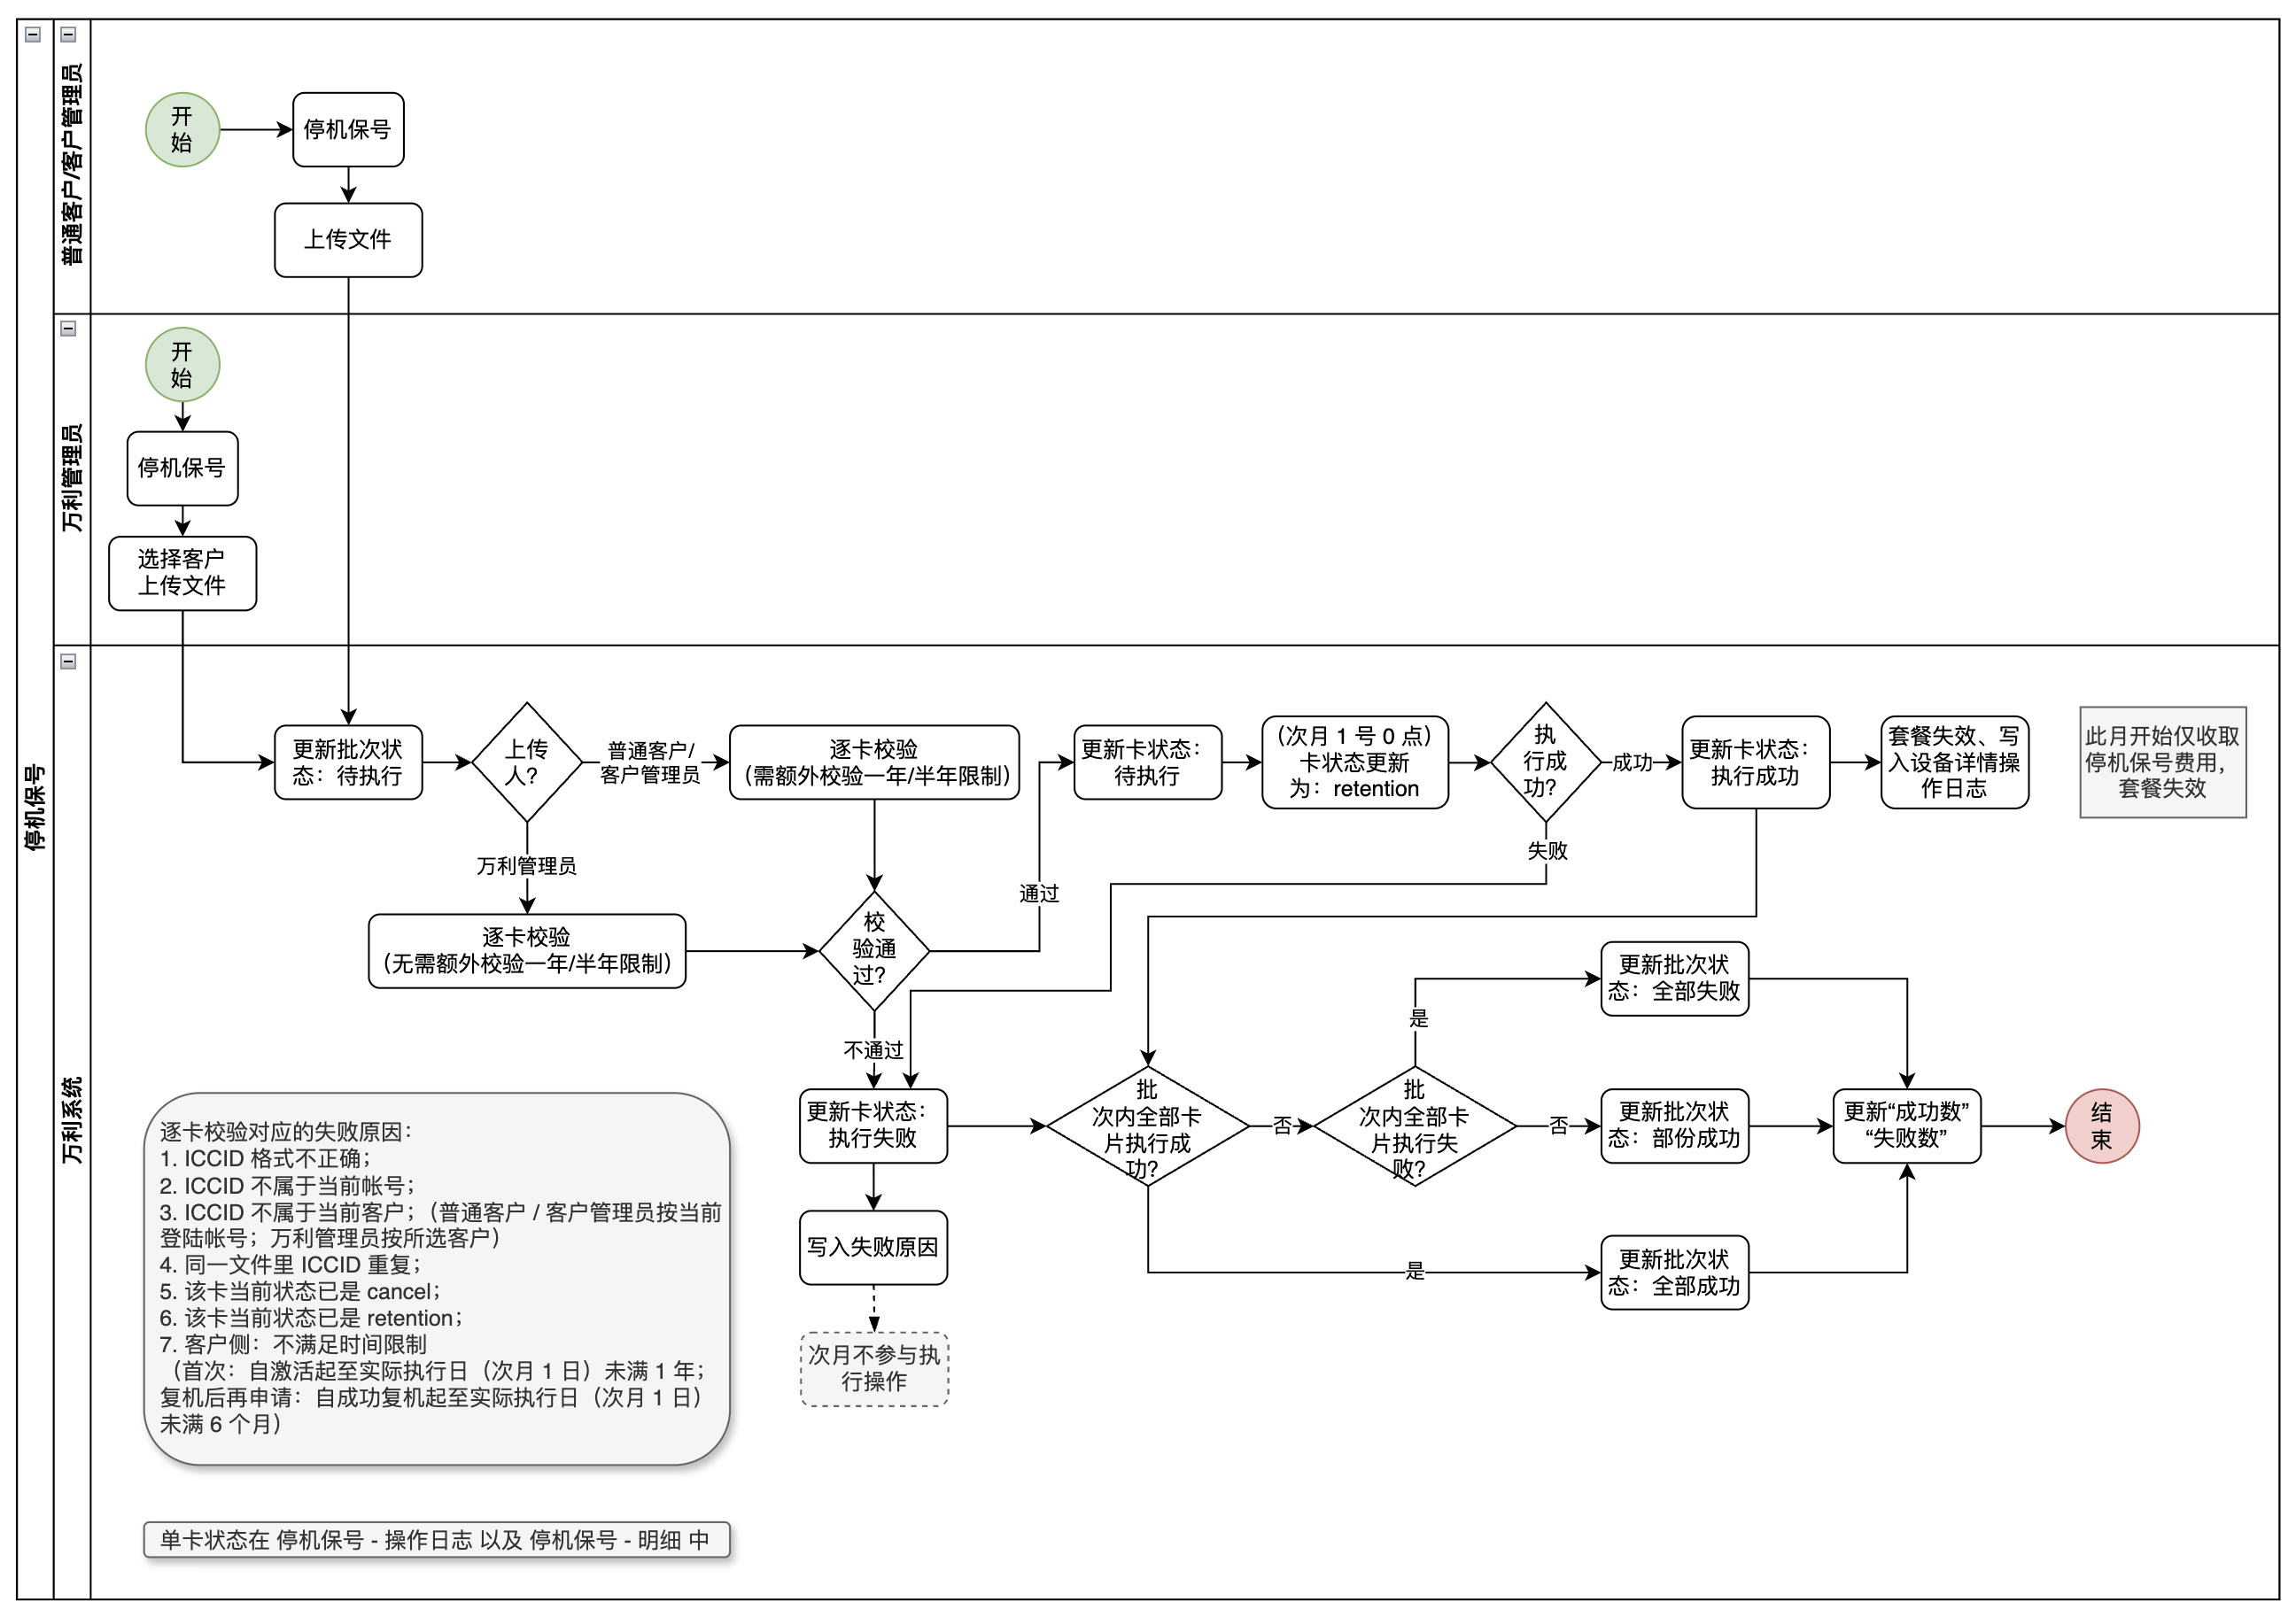 停机保号
普通客户/客户管理员
开
始
停机保号
上传文件
万利管理员
开
始
停机保号
选择客户
上传文件
万利系统
更新批次状
态：待执行
上传
人？
普通客户/
客户管理员
逐卡校验
（需额外校验一年/半年限制）
万利管理员
逐卡校验
（无需额外校验一年/半年限制）
校
验通
过？
通过
不通过
更新卡状态：
待执行
（次月 1 号 0 点）
卡状态更新
为：retention
执
行成
功？
成功
失败
更新卡状态：
执行成功
套餐失效、写
入设备详情操
作日志
此月开始仅收取
停机保号费用，
套餐失效
更新卡状态：
执行失败
写入失败原因
次月不参与执
行操作
批
次内全部卡
片执行成
功？
否
是
批
次内全部卡
片执行失
败？
是
否
更新批次状
态：全部失败
更新批次状
态：部份成功
更新批次状
态：全部成功
更新“成功数”
“失败数”
结
束
逐卡校验对应的失败原因：
1. ICCID 格式不正确；
2. ICCID 不属于当前帐号；
3. ICCID 不属于当前客户；（普通客户 / 客户管理员按当前
登陆帐号；万利管理员按所选客户）
4. 同一文件里 ICCID 重复；
5. 该卡当前状态已是 cancel；
6. 该卡当前状态已是 retention；
7. 客户侧：不满足时间限制
（首次：自激活起至实际执行日（次月 1 日）未满 1 年；
复机后再申请：自成功复机起至实际执行日（次月 1 日）
未满 6 个月）
单卡状态在 停机保号 - 操作日志 以及 停机保号 - 明细 中